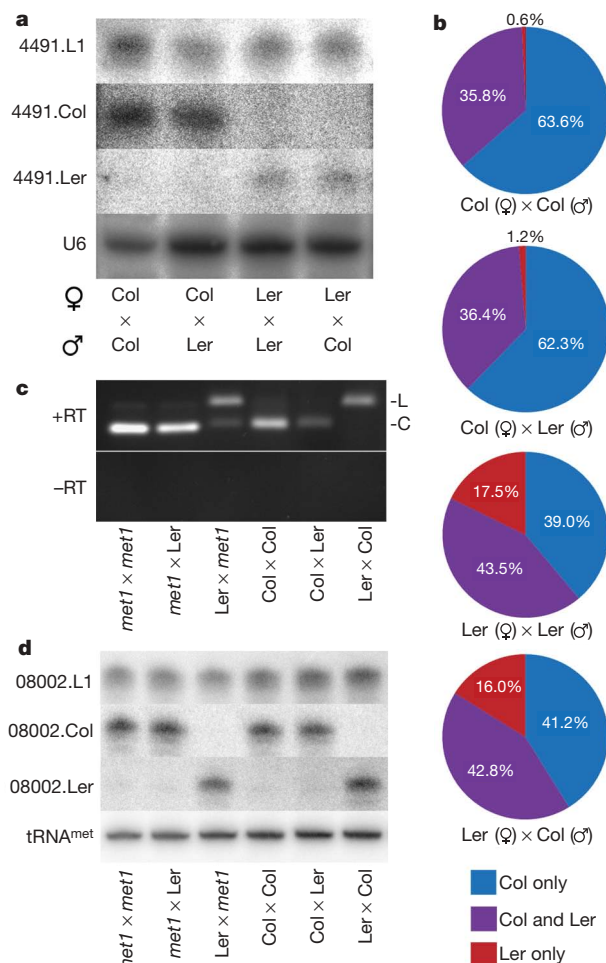 a
4491.L1
4491.Col
4491.Ler
U6
♀ Col Col Ler Ler
× × × ×
♂ Col Ler Ler Col
b
0.6%
35.8%
63.6%
Col (♀) × Col (♂)
1.2%
36.4%
62.3%
Col (♀) × Ler (♂)
17.5%
39.0%
43.5%
Ler (♀) × Ler (♂)
16.0%
41.2%
42.8%
Ler (♀) × Col (♂)
Col only
Col and Ler
Ler only
c
+RT
-L
-C
–RT
met1 × met1
met1 × Ler
Ler × met1
Col × Col
Col × Ler
Ler × Col
d
08002.L1
08002.Col
08002.Ler
tRNAᵐᵉᵗ
met1 × met1
met1 × Ler
Ler × met1
Col × Col
Col × Ler
Ler × Col